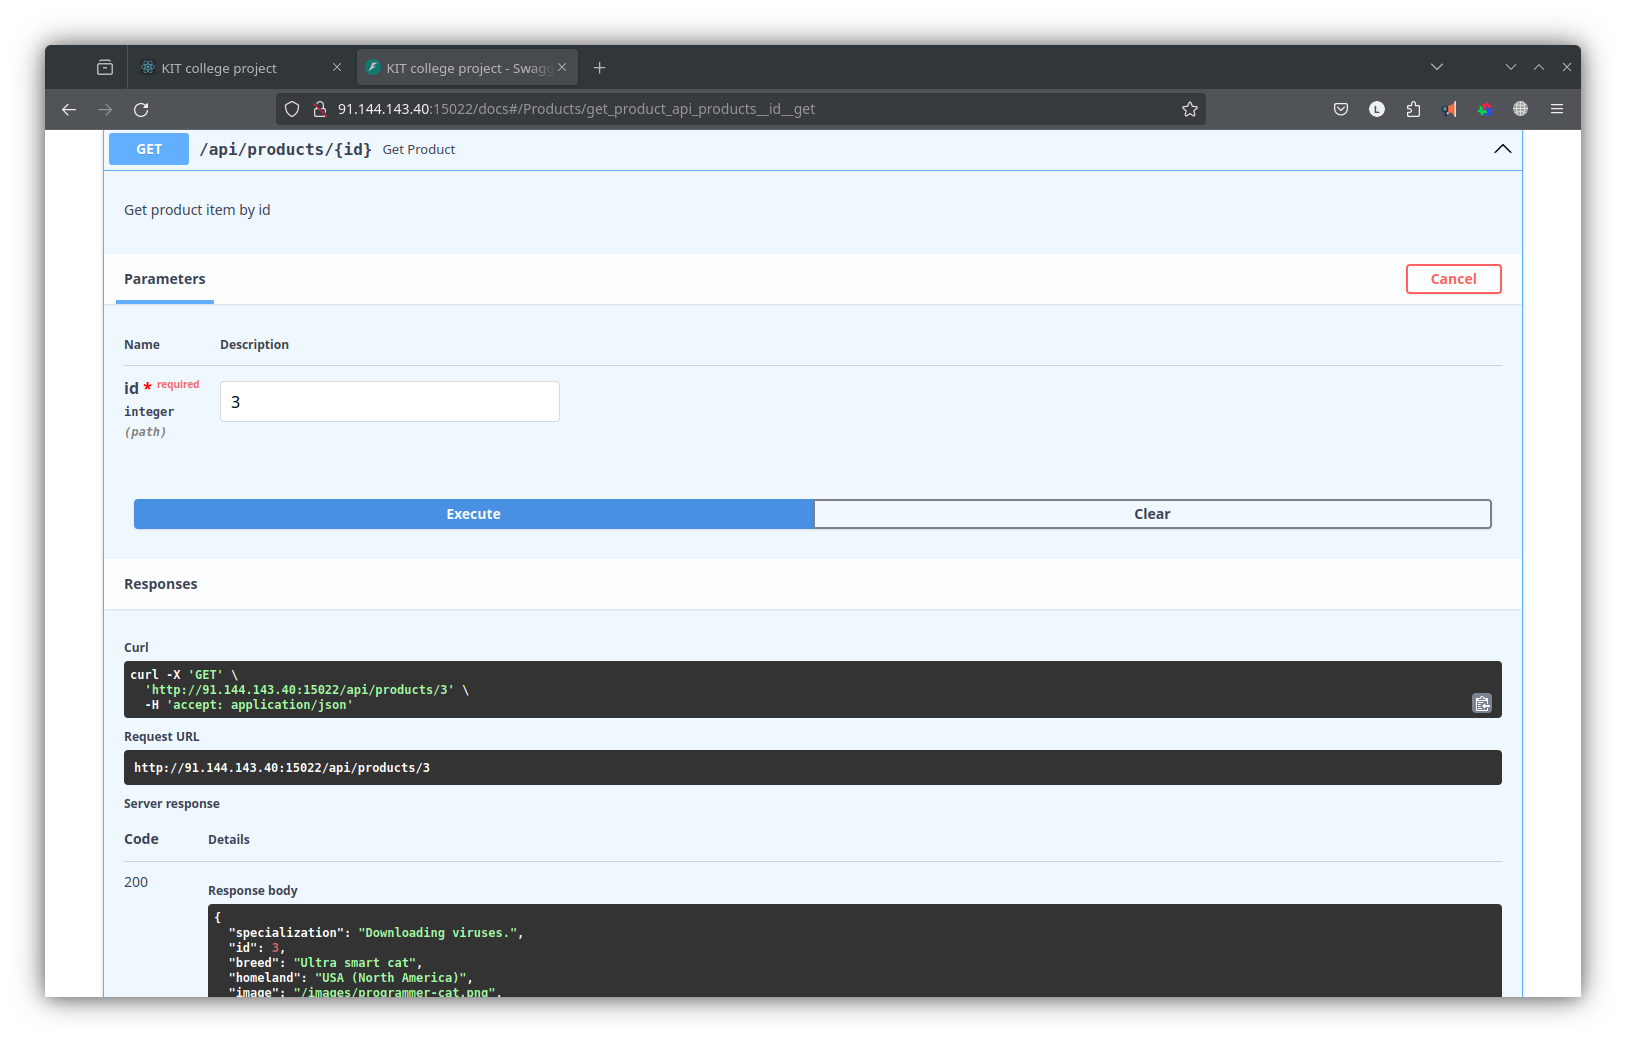 KIT college project
KIT college project - Swagg
91.144.143.40:15022/docs#/Products/get_product_api_products__id__get
L
GET /api/products/{id} Get Product
Get product item by id
Parameters
Cancel
Name Description
id * required
integer
(path)
3
Execute
Clear
Responses
Curl
curl -X 'GET' \
'http://91.144.143.40:15022/api/products/3' \
-H 'accept: application/json'
Request URL
http://91.144.143.40:15022/api/products/3
Server response
Code Details
200
Response body
{
"specialization": "Downloading viruses.",
"id": 3,
"breed": "Ultra smart cat",
"homeland": "USA (North America)",
"image": "/images/programmer-cat.png",